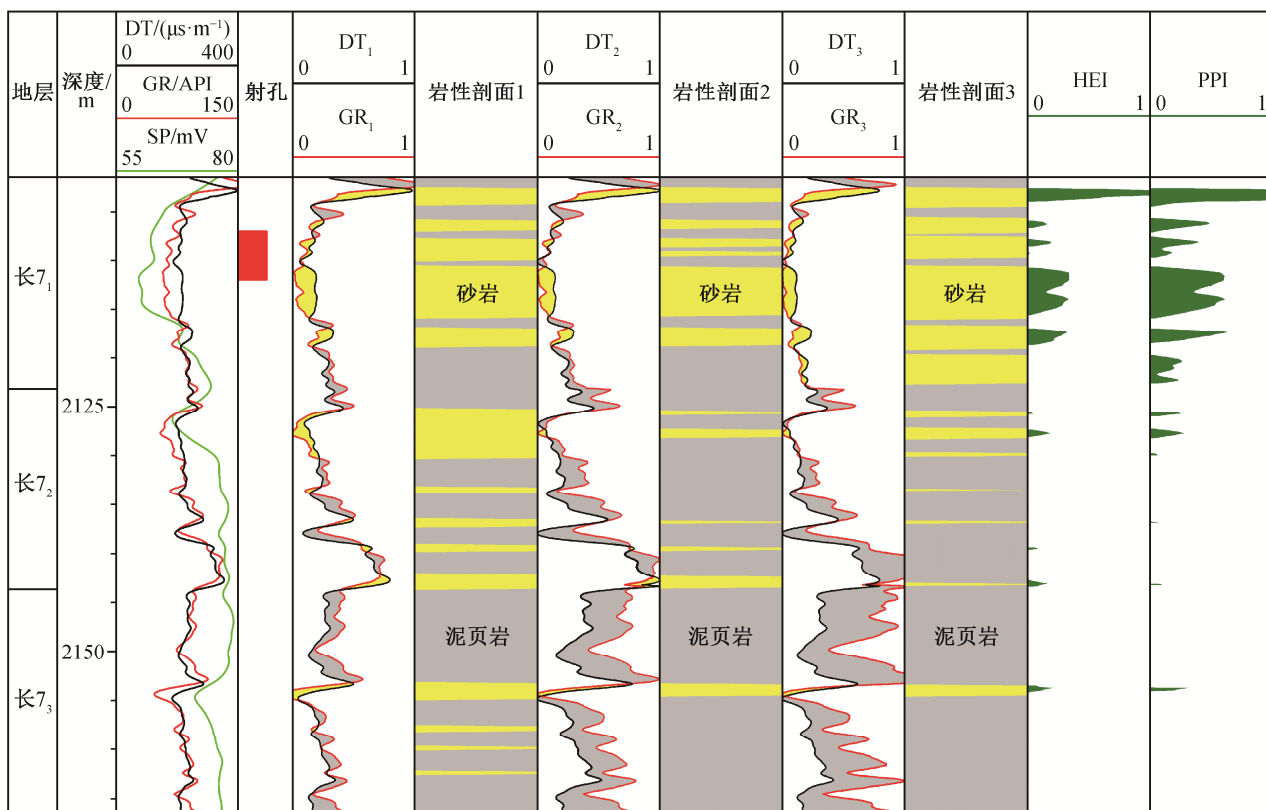 地层
深度/
m
DT/(μs·m⁻¹)
0 400
GR/API
0 150
SP/mV
55 80
射孔
DT₁
0 1
GR₁
0 1
岩性剖面1
DT₂
0 1
GR₂
0 1
岩性剖面2
DT₃
0 1
GR₃
0 1
岩性剖面3
HEI
0 1
PPI
0 1
长7₁
长7₂
长7₃
2125
2150
砂岩
砂岩
砂岩
泥页岩
泥页岩
泥页岩